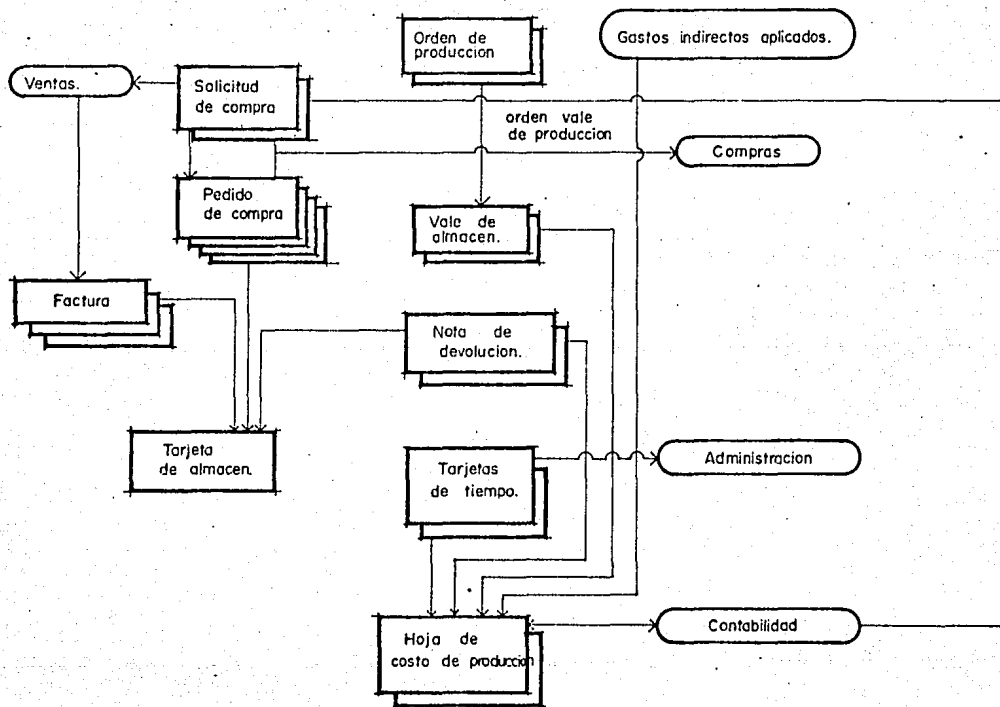 Orden de
produccion
Gastos indirectos aplicados.
Ventas.
Solicitud
de compra
orden vale
de produccion
Compras
Pedido
de compra
Vale de
almacen.
Factura
Nota de
devolucion.
Tarjeta
de almacen.
Tarjetas
de tiempo.
Administracion
Hoja de
costo de produccion
Contabilidad